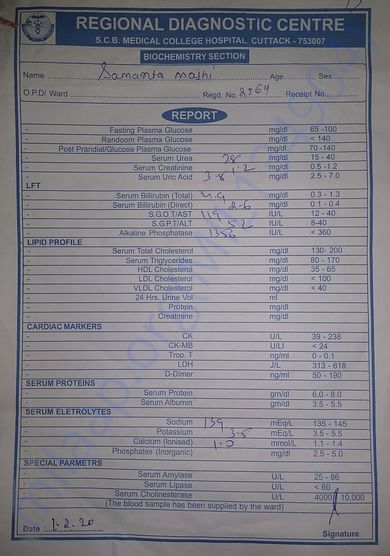 REGIONAL DIAGNOSTIC CENTRE
S.C.B. MEDICAL COLLEGE HOSPITAL, CUTTACK - 753007
BIOCHEMISTRY SECTION
Name Samanta Mashi Age Sex
O.P.D/ Ward Regd. No. 2569 Receipt No.
REPORT
- Fasting Plasma Glucose mg/dl 65 -100
- Randoom Plasma Glucose mg/dl < 140
- Post Prandial/Glucose Plasma Glucose mg/dl 70 -140
- Serum Urea 28 mg/dl 15 - 40
- Serum Creatinine 1.2 mg/dl 0.5 -1.2
- Serum Uric Acid 3.8 mg/dl 2.5 - 7.0
LFT
- Serum Billirubin (Total) 4.9 mg/dl 0.3 - 1.3
- Serum Billirubin (Direct) 2.6 mg/dl 0.1 - 0.4
- S.G.O.T/AST 119 IU/L 12 - 40
- S.G.P.T/ALT 52 IU/L 8-40
- Alkaline Phosphatase 1356 IU/L < 360
LIPID PROFILE
- Serum Total Cholesterol mg/dl 130- 200
- Serum Triglycerides mg/dl 80 - 170
- HDL Cholesterol mg/dl 35 - 65
- LDL Cholesterol mg/dl < 100
- VLDL Cholesterol mg/dl < 40
- 24 Hrs. Urine Vol ml
- Protein mg/dl
- Creatinine mg/dl
CARDIAC MARKERS
- CK U/L 39 - 238
- CK-MB U/LI < 24
- Trop. T ng/ml 0 - 0.1
- LDH J/L 313 - 618
- D-Dimer ng/ml 50 - 190
SERUM PROTEINS
- Serum Protein gm/dl 6.0 - 8.0
- Serum Albumin gm/dl 3.5 - 5.5
SERUM ELETROLYTES
- Sodium 139 mEq/L 135 - 145
- Potassium 3.5 mEq/L 3.5 - 5.5
- Calcium (Ionised) 1.0 mmol/L 1.1 - 1.4
- Phosphates (Inorganic) mg/dl 2.5 - 5.0
SPECIAL PARMETRS
- Serum Amylase U/L 25 - 86
- Serum Lipase U/L < 60
- Serum Cholinesterase U/L 4000 10,000
(The blood sample has been supplied by the ward)
Date : 1.2.20
Signature